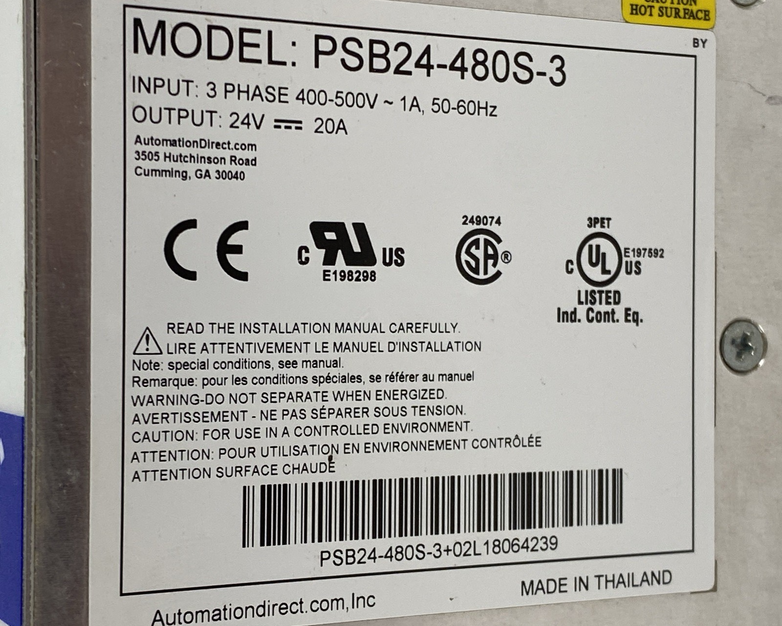 CAUTION
HOT SURFACE
BY
MODEL: PSB24-480S-3
INPUT: 3 PHASE 400-500V ~ 1A, 50-60Hz
OUTPUT: 24V ⎓ 20A
AutomationDirect.com
3505 Hutchinson Road
Cumming, GA 30040
CE
C RU US
E198298
249074
SA ®
3PET
C UL US E197592
LISTED
Ind. Cont. Eq.
READ THE INSTALLATION MANUAL CAREFULLY.
LIRE ATTENTIVEMENT LE MANUEL D'INSTALLATION
Note: special conditions, see manual.
Remarque: pour les conditions spéciales, se référer au manuel
WARNING-DO NOT SEPARATE WHEN ENERGIZED.
AVERTISSEMENT - NE PAS SÉPARER SOUS TENSION.
CAUTION: FOR USE IN A CONTROLLED ENVIRONMENT.
ATTENTION: POUR UTILISATION EN ENVIRONNEMENT CONTRÔLÉE
ATTENTION SURFACE CHAUDE
PSB24-480S-3+02L18064239
Automationdirect.com,Inc
MADE IN THAILAND